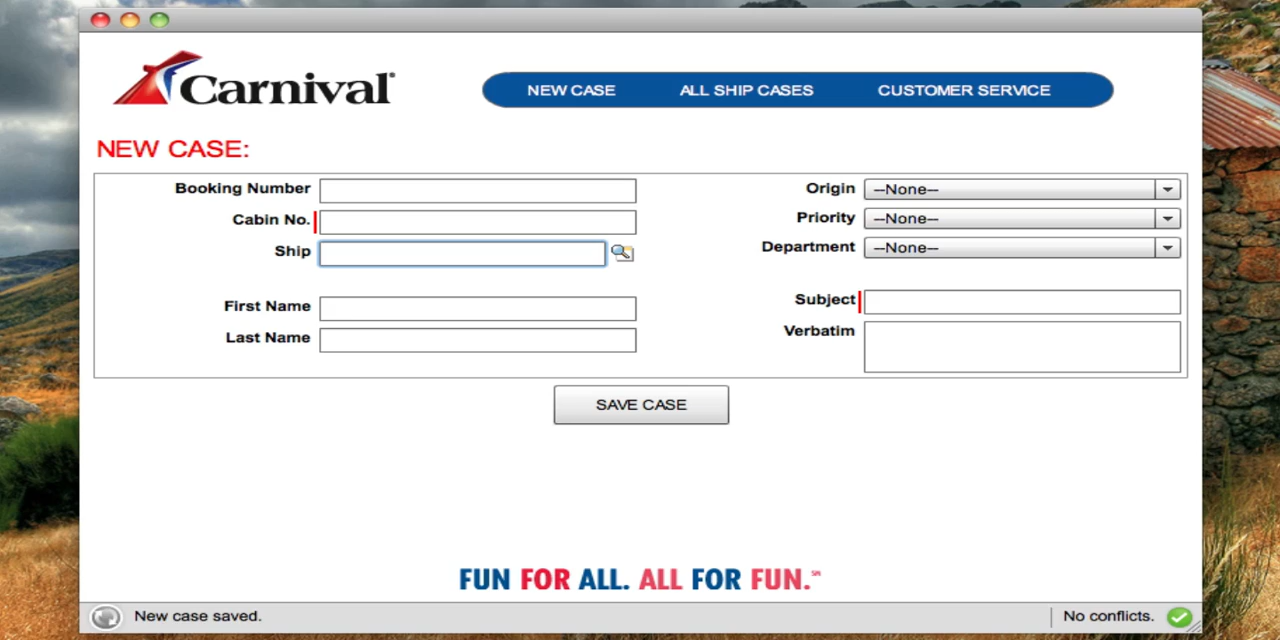 Carnival®
NEW CASE ALL SHIP CASES CUSTOMER SERVICE
NEW CASE:
Booking Number
Cabin No.
Ship
First Name
Last Name
Origin --None--
Priority --None--
Department --None--
Subject
Verbatim
SAVE CASE
FUN FOR ALL. ALL FOR FUN.℠
New case saved. No conflicts.